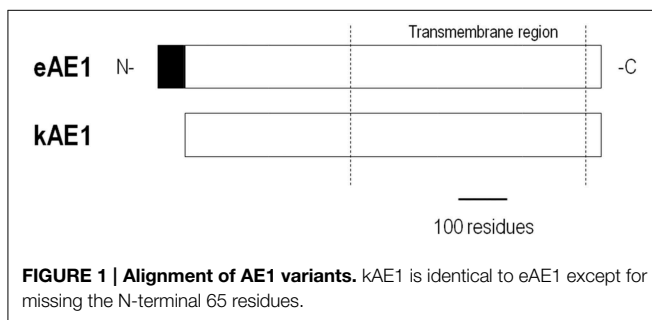 Transmembrane region
eAE1 N- -C
kAE1
100 residues
FIGURE 1 | Alignment of AE1 variants. kAE1 is identical to eAE1 except for
missing the N-terminal 65 residues.